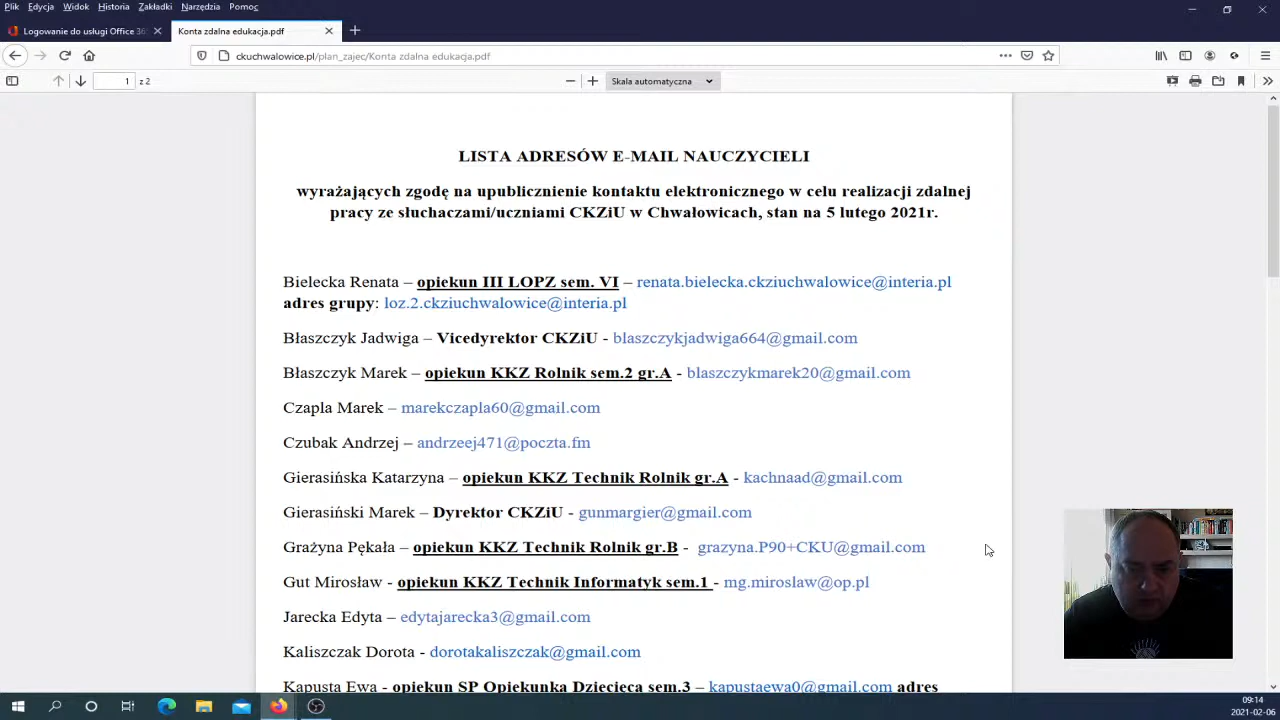 Plik Edycja Widok Historia Zakładki Narzędzia Pomoc
Logowanie do usługi Office 36
Konta zdalna edukacja.pdf
ckuchwalowice.pl/plan_zajec/Konta zdalna edukacja.pdf
1 z 2 Skala automatyczna
LISTA ADRESÓW E-MAIL NAUCZYCIELI
wyrażających zgodę na upublicznienie kontaktu elektronicznego w celu realizacji zdalnej
pracy ze słuchaczami/uczniami CKZiU w Chwałowicach, stan na 5 lutego 2021r.
Bielecka Renata – opiekun III LOPZ sem. VI – renata.bielecka.ckziuchwalowice@interia.pl
adres grupy: loz.2.ckziuchwalowice@interia.pl
Błaszczyk Jadwiga – Vicedyrektor CKZiU - blaszczykjadwiga664@gmail.com
Błaszczyk Marek – opiekun KKZ Rolnik sem.2 gr.A - blaszczykmarek20@gmail.com
Czapla Marek – marekczapla60@gmail.com
Czubak Andrzej – andrzeej471@poczta.fm
Gierasińska Katarzyna – opiekun KKZ Technik Rolnik gr.A - kachnaad@gmail.com
Gierasiński Marek – Dyrektor CKZiU - gunmargier@gmail.com
Grażyna Pękała – opiekun KKZ Technik Rolnik gr.B - grazyna.P90+CKU@gmail.com
Gut Mirosław - opiekun KKZ Technik Informatyk sem.1 - mg.miroslaw@op.pl
Jarecka Edyta – edytajarecka3@gmail.com
Kaliszczak Dorota - dorotakaliszczak@gmail.com
Kapusta Ewa - opiekun SP Opiekunka Dziecięca sem.3 – kapustaewa0@gmail.com adres
09:14
2021-02-06